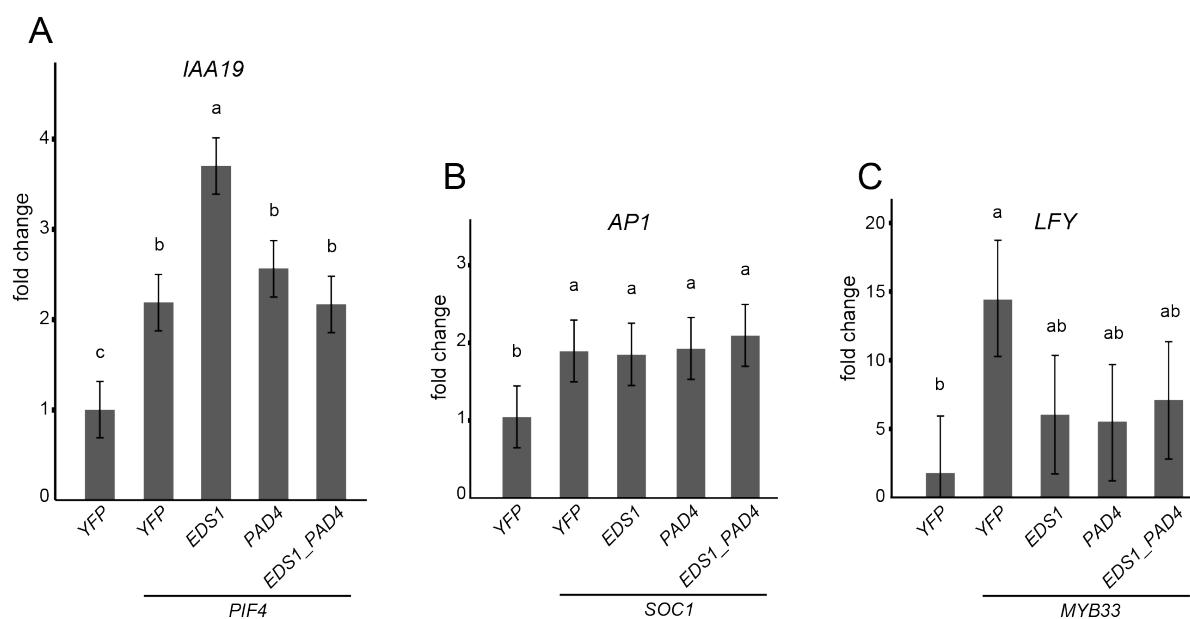 A
IAA19
fold change
4
3
2
1
0
c
b
a
b
b
YFP
YFP
EDS1
PAD4
EDS1_PAD4
PIF4
B
AP1
fold change
3
2
1
0
b
a
a
a
a
YFP
YFP
EDS1
PAD4
EDS1_PAD4
SOC1
C
LFY
fold change
20
15
10
5
0
b
a
ab
ab
ab
YFP
YFP
EDS1
PAD4
EDS1_PAD4
MYB33